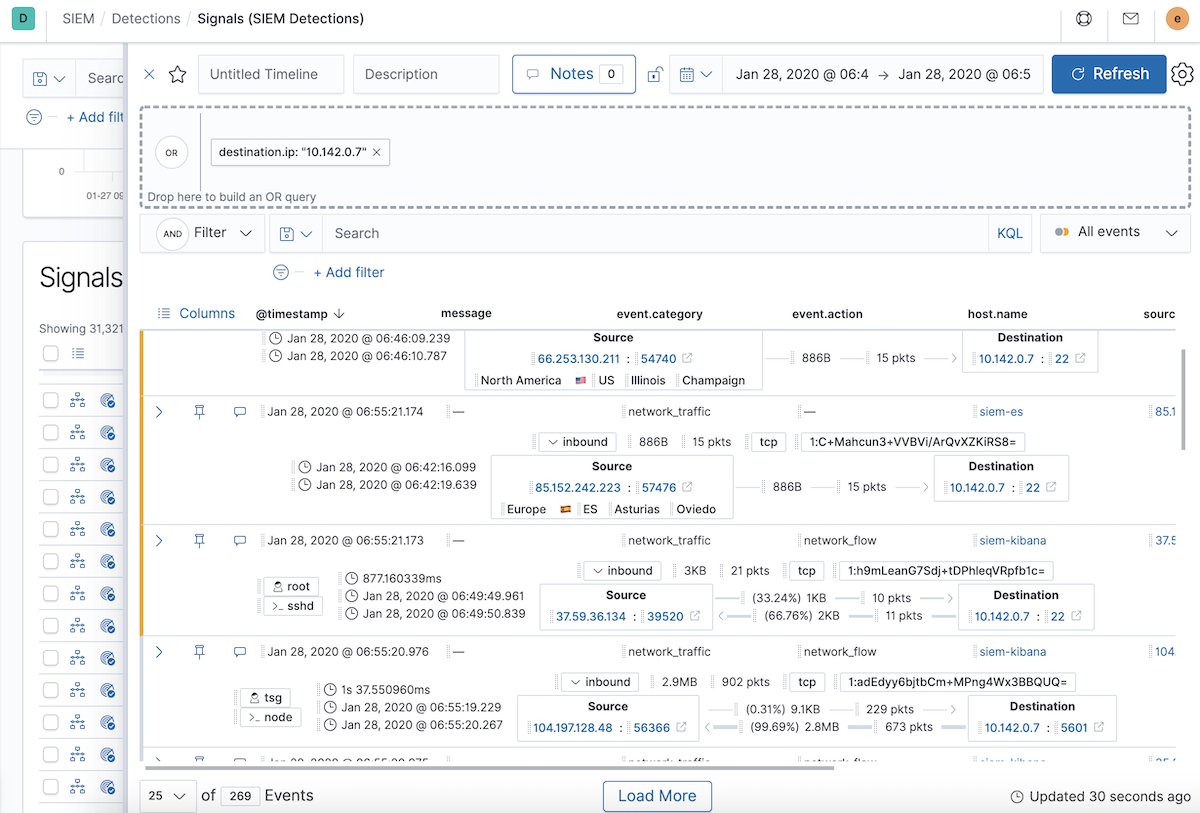 D SIEM / Detections / Signals (SIEM Detections) e
Searc
+ Add filt
0
01-27 09
Signals
Showing 31,321
Untitled Timeline Description Notes 0 Jan 28, 2020 @ 06:4 → Jan 28, 2020 @ 06:5 Refresh
OR destination.ip: "10.142.0.7" ×
Drop here to build an OR query
AND Filter Search KQL All events
+ Add filter
Columns @timestamp message event.category event.action host.name sourc
Jan 28, 2020 @ 06:46:09.239 Source Destination
Jan 28, 2020 @ 06:46:10.787 66.253.130.211 : 54740 886B 15 pkts 10.142.0.7 : 22
North America US Illinois Champaign
Jan 28, 2020 @ 06:55:21.174 — network_traffic — siem-es 85.1
inbound 886B 15 pkts tcp 1:C+Mahcun3+VVBVi/ArQvXZKiRS8=
Jan 28, 2020 @ 06:42:16.099 Source Destination
Jan 28, 2020 @ 06:42:19.639 85.152.242.223 : 57476 886B 15 pkts 10.142.0.7 : 22
Europe ES Asturias Oviedo
Jan 28, 2020 @ 06:55:21.173 — network_traffic network_flow siem-kibana 37.5
inbound 3KB 21 pkts tcp 1:h9mLeanG7Sdj+tDPhleqVRpfb1c=
root 877.160339ms Source (33.24%) 1KB 10 pkts Destination
>_ sshd Jan 28, 2020 @ 06:49:49.961 37.59.36.134 : 39520 (66.76%) 2KB 11 pkts 10.142.0.7 : 22
Jan 28, 2020 @ 06:49:50.839
Jan 28, 2020 @ 06:55:20.976 — network_traffic network_flow siem-kibana 104
inbound 2.9MB 902 pkts tcp 1:adEdyy6bjtbCm+MPng4Wx3BBQUQ=
tsg 1s 37.550960ms Source (0.31%) 9.1KB 229 pkts Destination
>_ node Jan 28, 2020 @ 06:55:19.229 104.197.128.48 : 56366 (99.69%) 2.8MB 673 pkts 10.142.0.7 : 5601
Jan 28, 2020 @ 06:55:20.267
25 of 269 Events Load More Updated 30 seconds ago